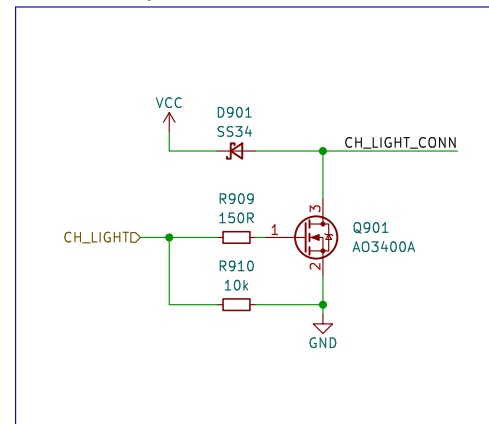 VCC
D901
SS34
CH_LIGHT_CONN
R909
150R
3
1
Q901
AO3400A
CH_LIGHT
2
R910
10k
GND